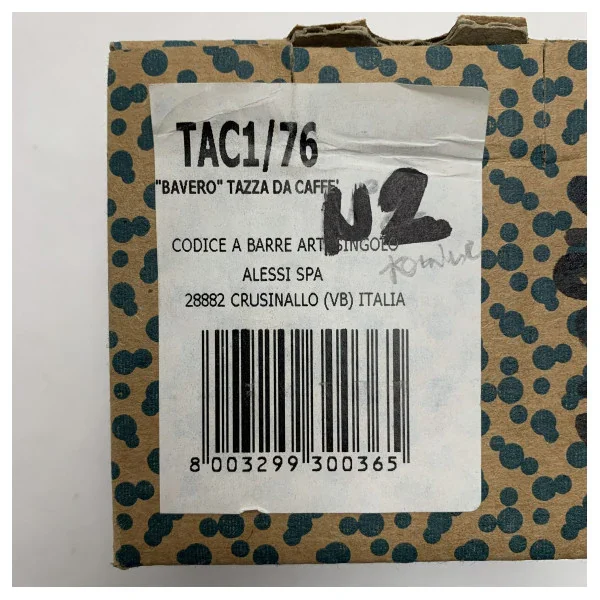 TAC1/76
"BAVERO" TAZZA DA CAFFE'
N2
CODICE A BARRE ART. SINGOLO
ALESSI SPA
28882 CRUSINALLO (VB) ITALIA
8 003299 300365